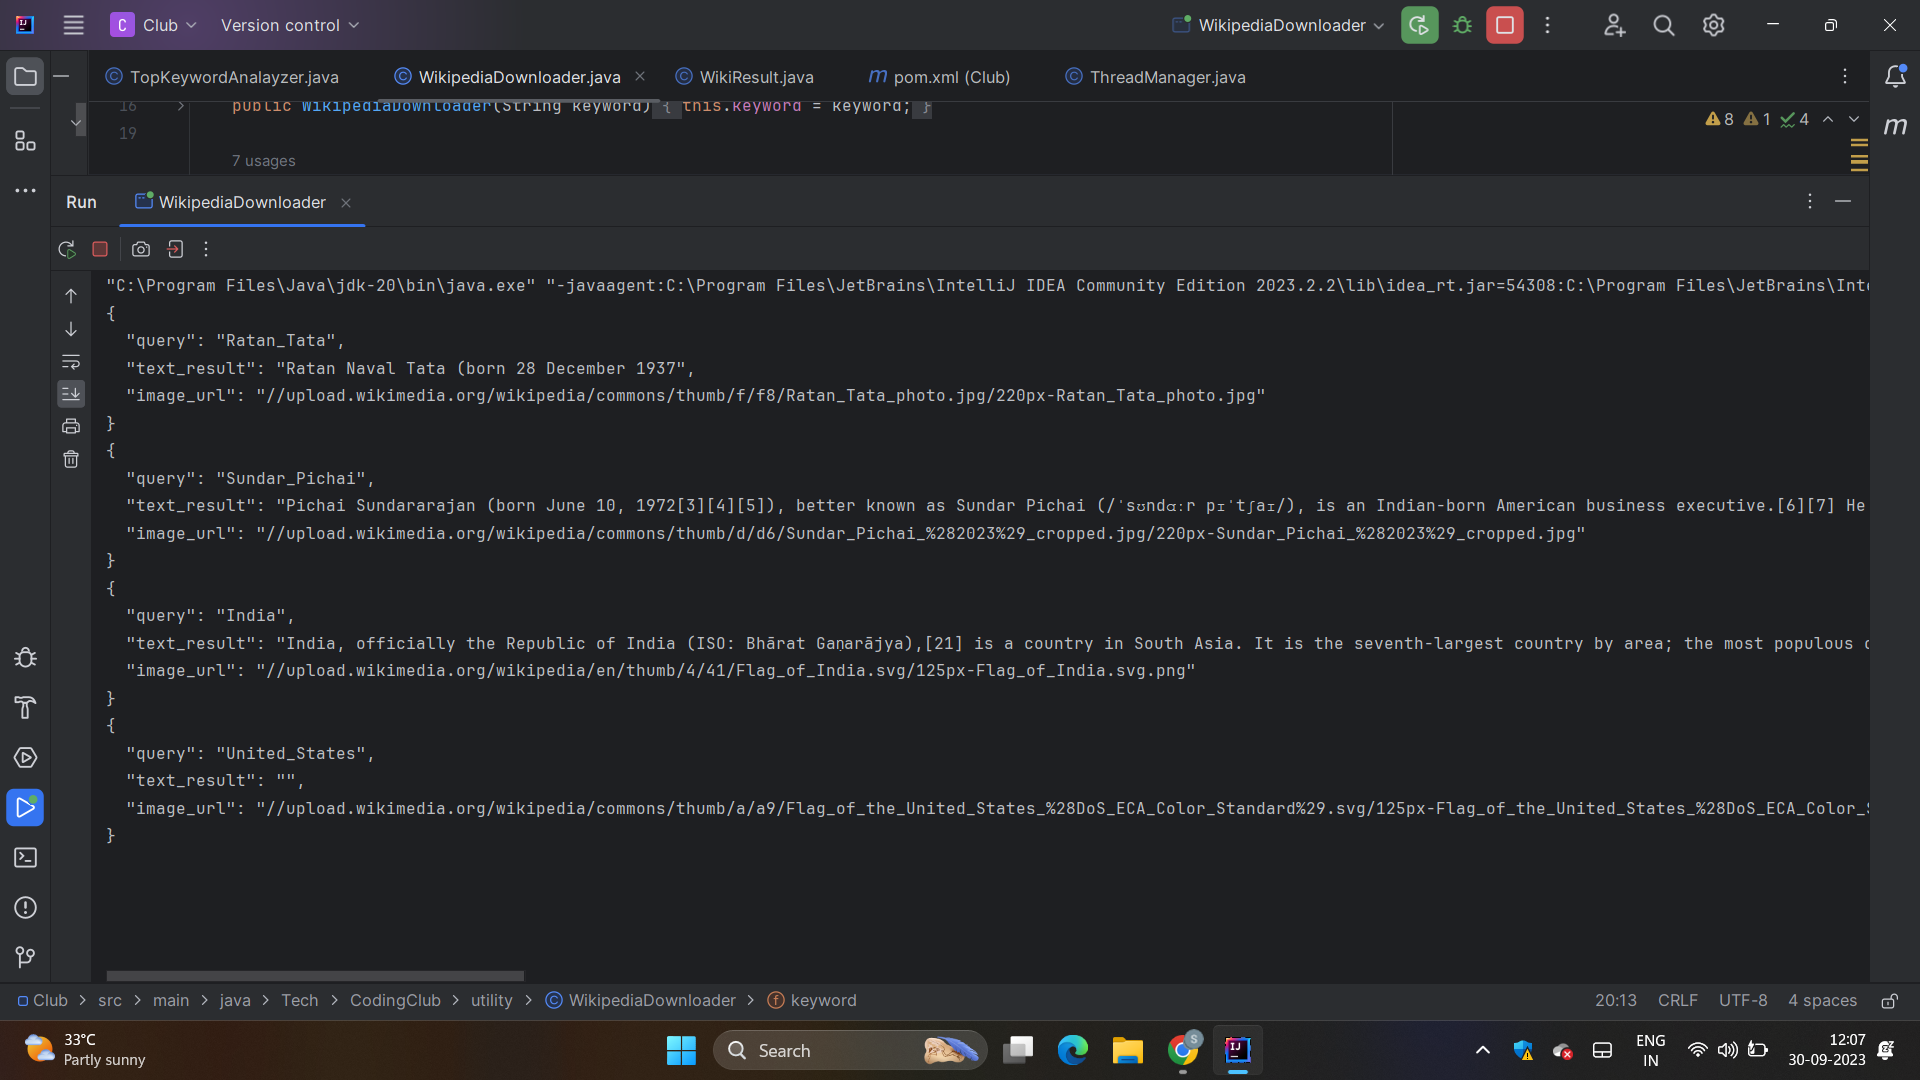 C Club Version control WikipediaDownloader
TopKeywordAnalayzer.java WikipediaDownloader.java WikiResult.java m pom.xml (Club) ThreadManager.java
16 public WikipediaDownloader(String keyword) { this.keyword = keyword; }
8 1 4
19
7 usages
m
Run WikipediaDownloader
"C:\Program Files\Java\jdk-20\bin\java.exe" "-javaagent:C:\Program Files\JetBrains\IntelliJ IDEA Community Edition 2023.2.2\lib\idea_rt.jar=54308:C:\Program Files\JetBrains\Inte
{
"query": "Ratan_Tata",
"text_result": "Ratan Naval Tata (born 28 December 1937",
"image_url": "//upload.wikimedia.org/wikipedia/commons/thumb/f/f8/Ratan_Tata_photo.jpg/220px-Ratan_Tata_photo.jpg"
}
{
"query": "Sundar_Pichai",
"text_result": "Pichai Sundararajan (born June 10, 1972[3][4][5]), better known as Sundar Pichai (/ˈsʊndɑːr pɪˈtʃaɪ/), is an Indian-born American business executive.[6][7] He
"image_url": "//upload.wikimedia.org/wikipedia/commons/thumb/d/d6/Sundar_Pichai_%282023%29_cropped.jpg/220px-Sundar_Pichai_%282023%29_cropped.jpg"
}
{
"query": "India",
"text_result": "India, officially the Republic of India (ISO: Bhārat Gaṇarājya),[21] is a country in South Asia. It is the seventh-largest country by area; the most populous
"image_url": "//upload.wikimedia.org/wikipedia/en/thumb/4/41/Flag_of_India.svg/125px-Flag_of_India.svg.png"
}
{
"query": "United_States",
"text_result": "",
"image_url": "//upload.wikimedia.org/wikipedia/commons/thumb/a/a9/Flag_of_the_United_States_%28DoS_ECA_Color_Standard%29.svg/125px-Flag_of_the_United_States_%28DoS_ECA_Color_S
}
Club > src > main > java > Tech > CodingClub > utility > WikipediaDownloader > keyword 20:13 CRLF UTF-8 4 spaces
33°C
Partly sunny
Search
ENG
IN
12:07
30-09-2023